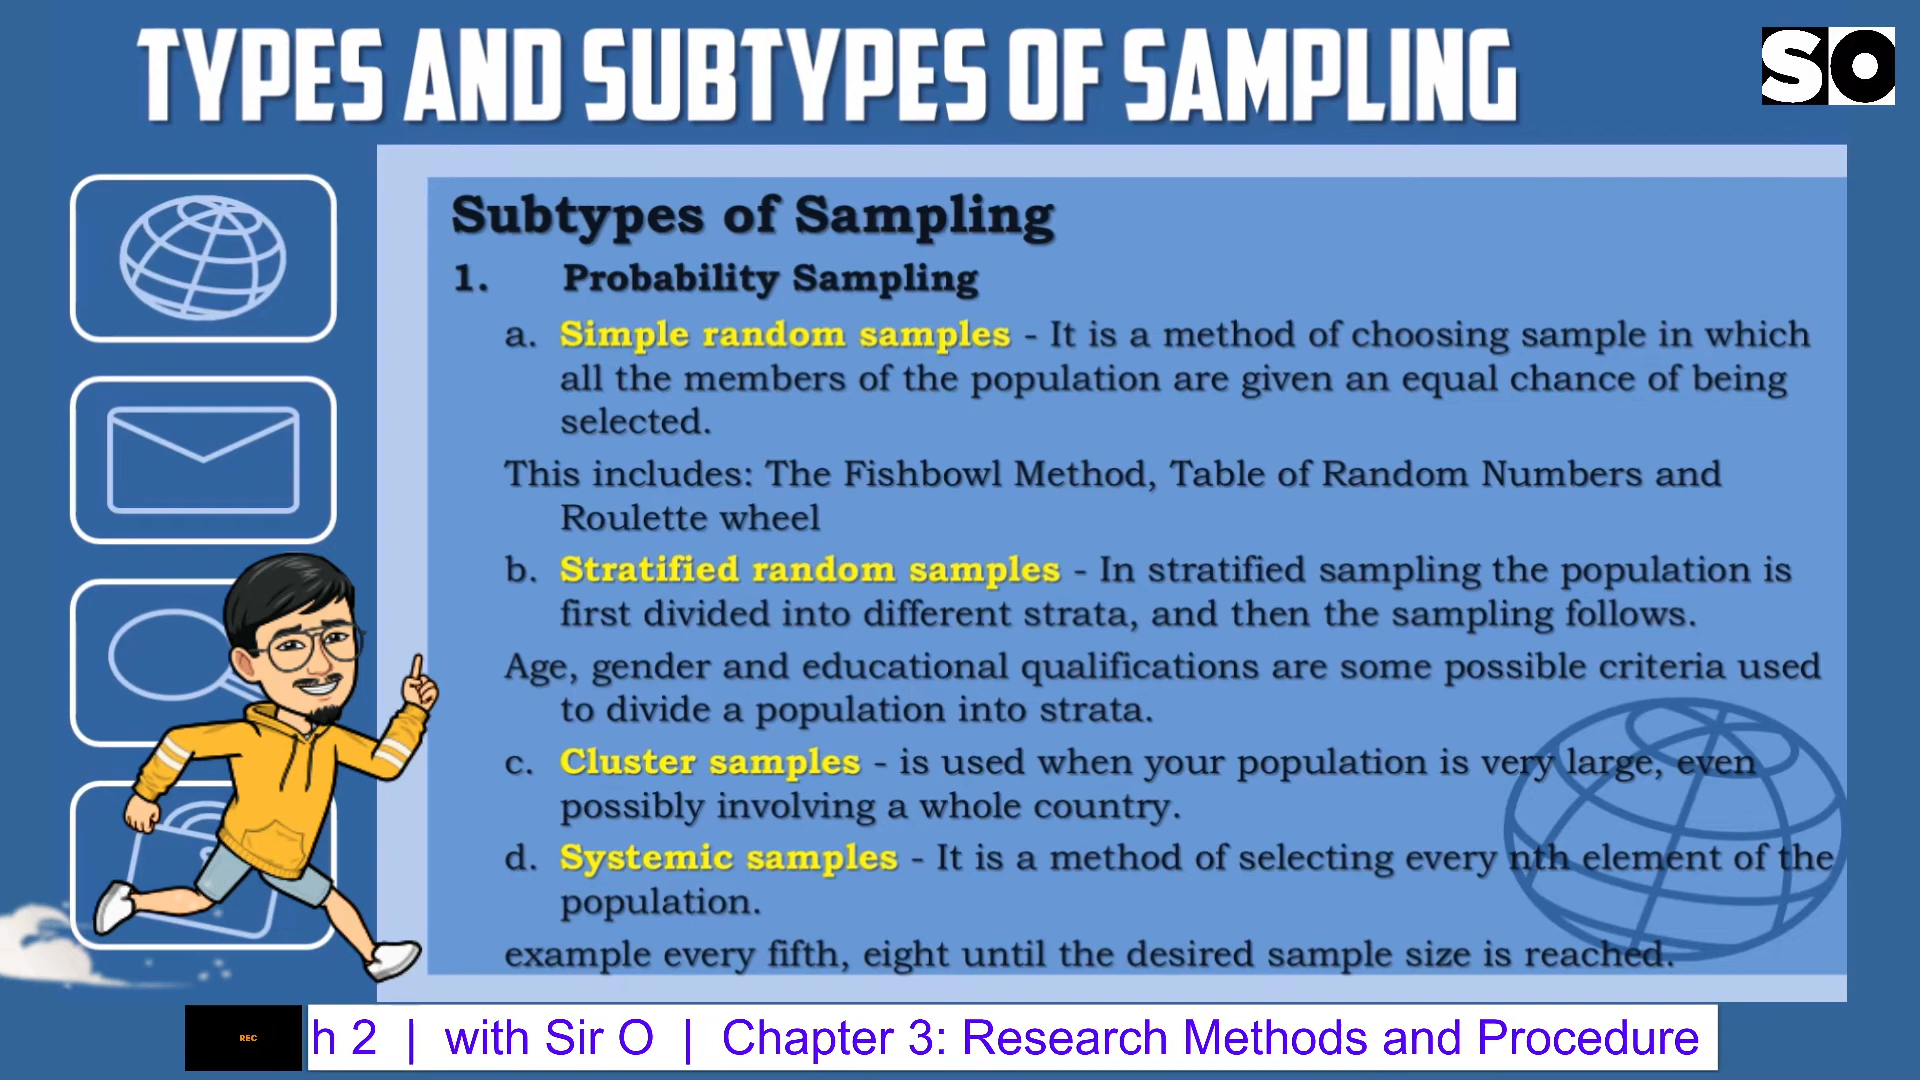 TYPES AND SUBTYPES OF SAMPLING
SO
Subtypes of Sampling
1. Probability Sampling
a. Simple random samples - It is a method of choosing sample in which
all the members of the population are given an equal chance of being
selected.
This includes: The Fishbowl Method, Table of Random Numbers and
Roulette wheel
b. Stratified random samples - In stratified sampling the population is
first divided into different strata, and then the sampling follows.
Age, gender and educational qualifications are some possible criteria used
to divide a population into strata.
c. Cluster samples - is used when your population is very large, even
possibly involving a whole country.
d. Systemic samples - It is a method of selecting every nth element of the
population.
example every fifth, eight until the desired sample size is reached.
REC
h 2 | with Sir O | Chapter 3: Research Methods and Procedure